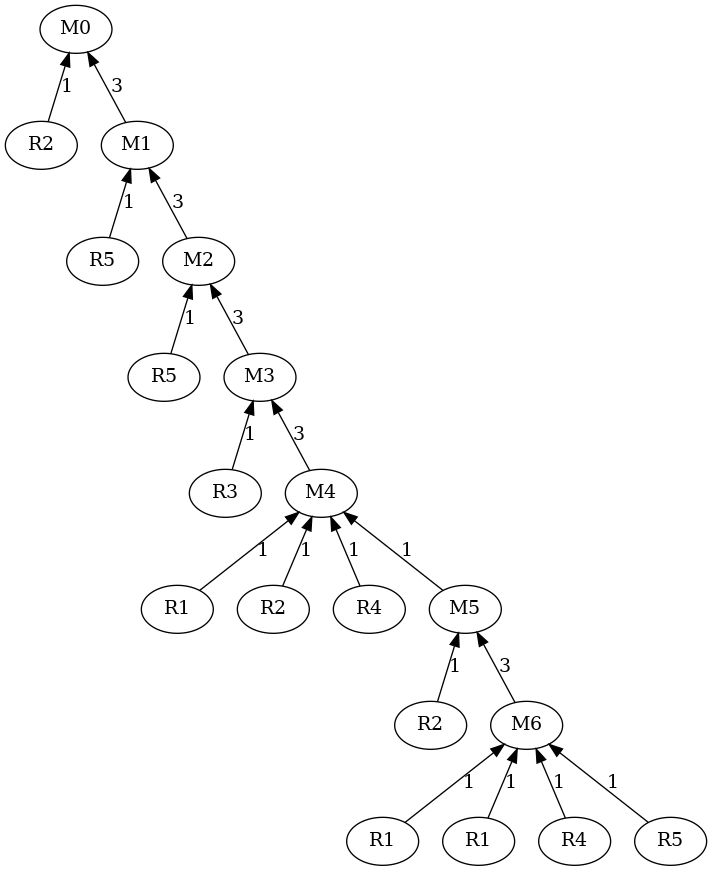 M0
1 3
R2 M1
1 3
R5 M2
1 3
R5 M3
1 3
R3 M4
1 1 1 1
R1 R2 R4 M5
1 3
R2 M6
1 1 1 1
R1 R1 R4 R5